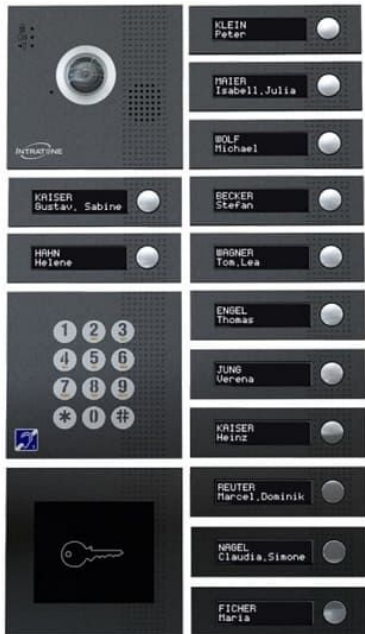 INTRATONE
KAISER
Gustav, Sabine
HAHN
Helene
1 2 3
4 5 6
7 8 9
* 0 #
KLEIN
Peter
MAIER
Isabell,Julia
WOLF
Michael
BECKER
Stefan
WAGNER
Tom,Lea
ENGEL
Thomas
JUNG
Verena
KAISER
Heinz
REUTER
Marcel,Dominik
NAGEL
Claudia,Simone
FICHER
Maria